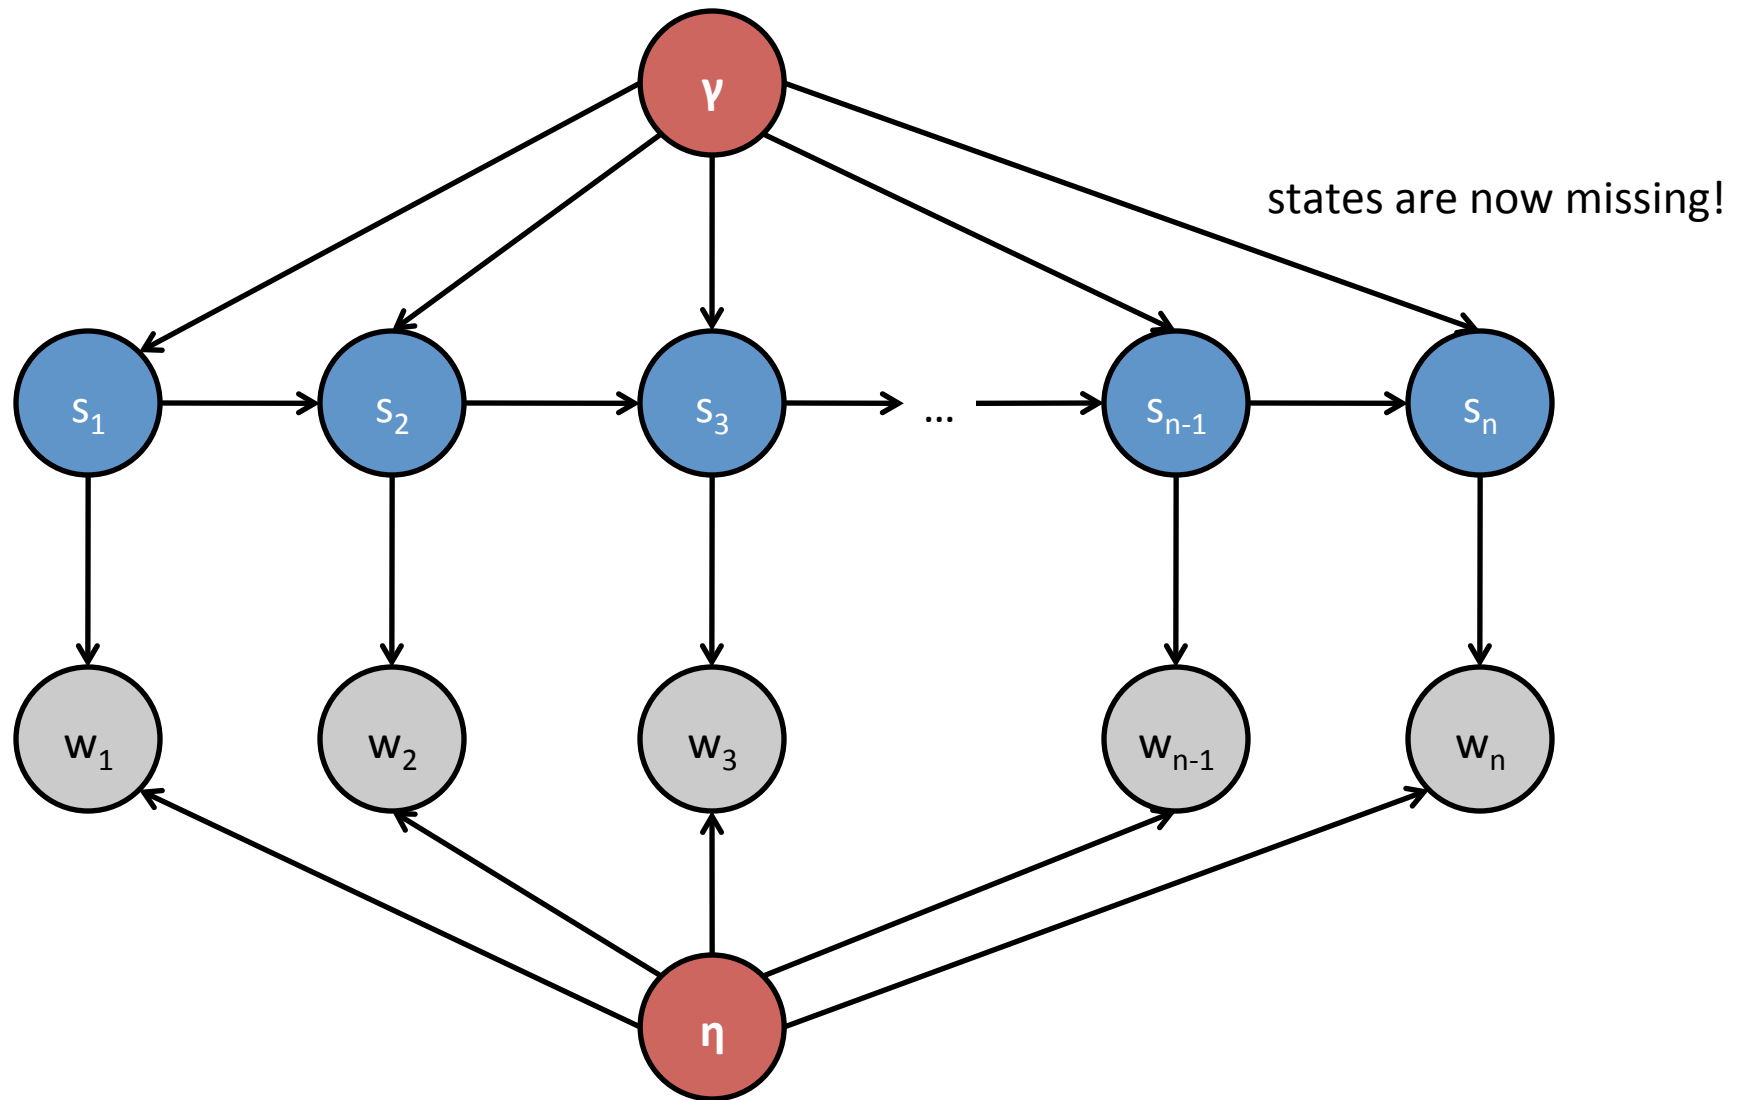 γ
states are now missing!
s₁ s₂ s₃ ... sₙ₋₁ sₙ
w₁ w₂ w₃ wₙ₋₁ wₙ
η